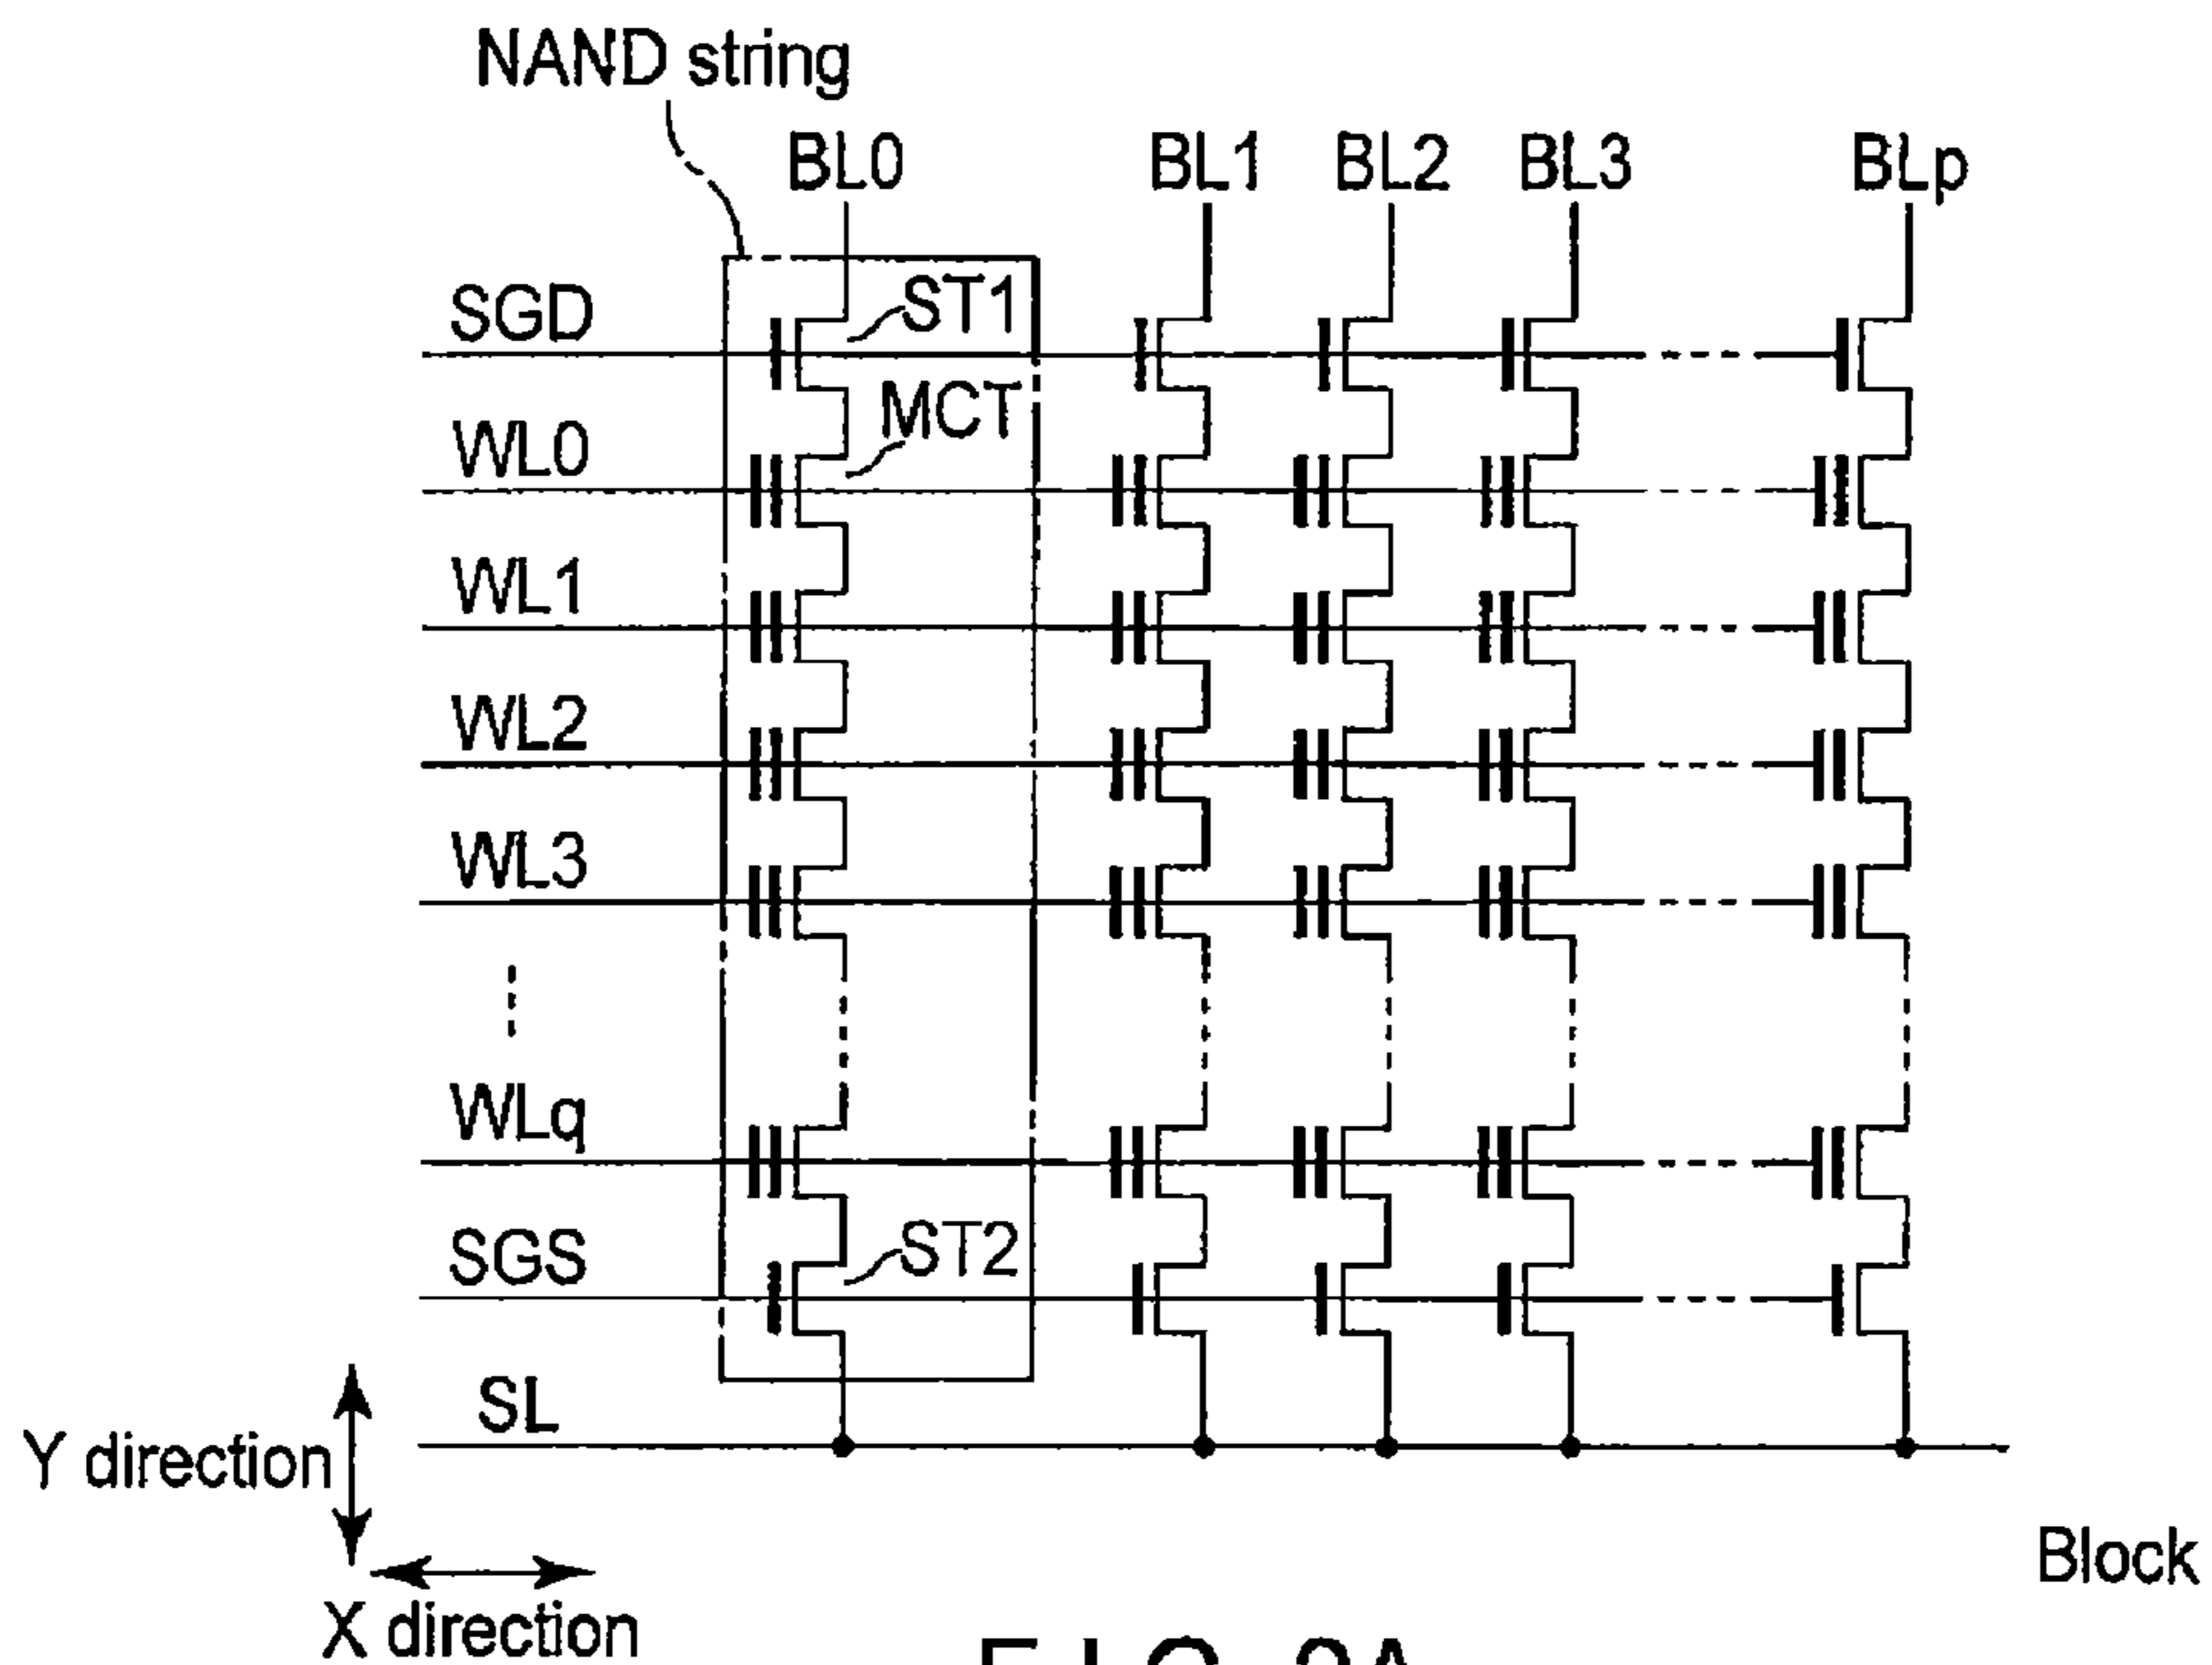 NAND string
BL0 BL1 BL2 BL3 BLp
SGD ST1
MCT
WL0
WL1
WL2
WL3
WLq
SGS ST2
SL
Y direction
X direction
Block